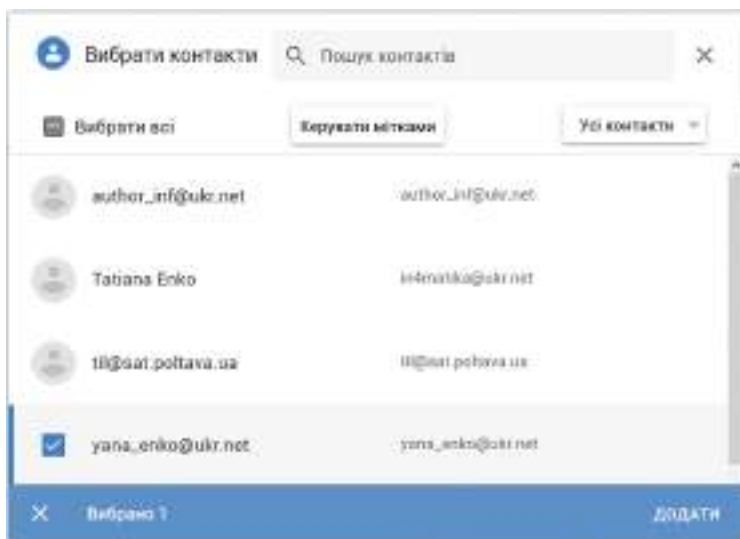 Вибрати контакти Пошук контактів
Вибрати всі Керувати мітками Усі контакти
author_inf@ukr.net author_inf@ukr.net
Tatiana Enko in4matika@ukr.net
til@sat.poltava.ua til@sat.poltava.ua
yana_enko@ukr.net yana_enko@ukr.net
Вибрано 1 ДОДАТИ